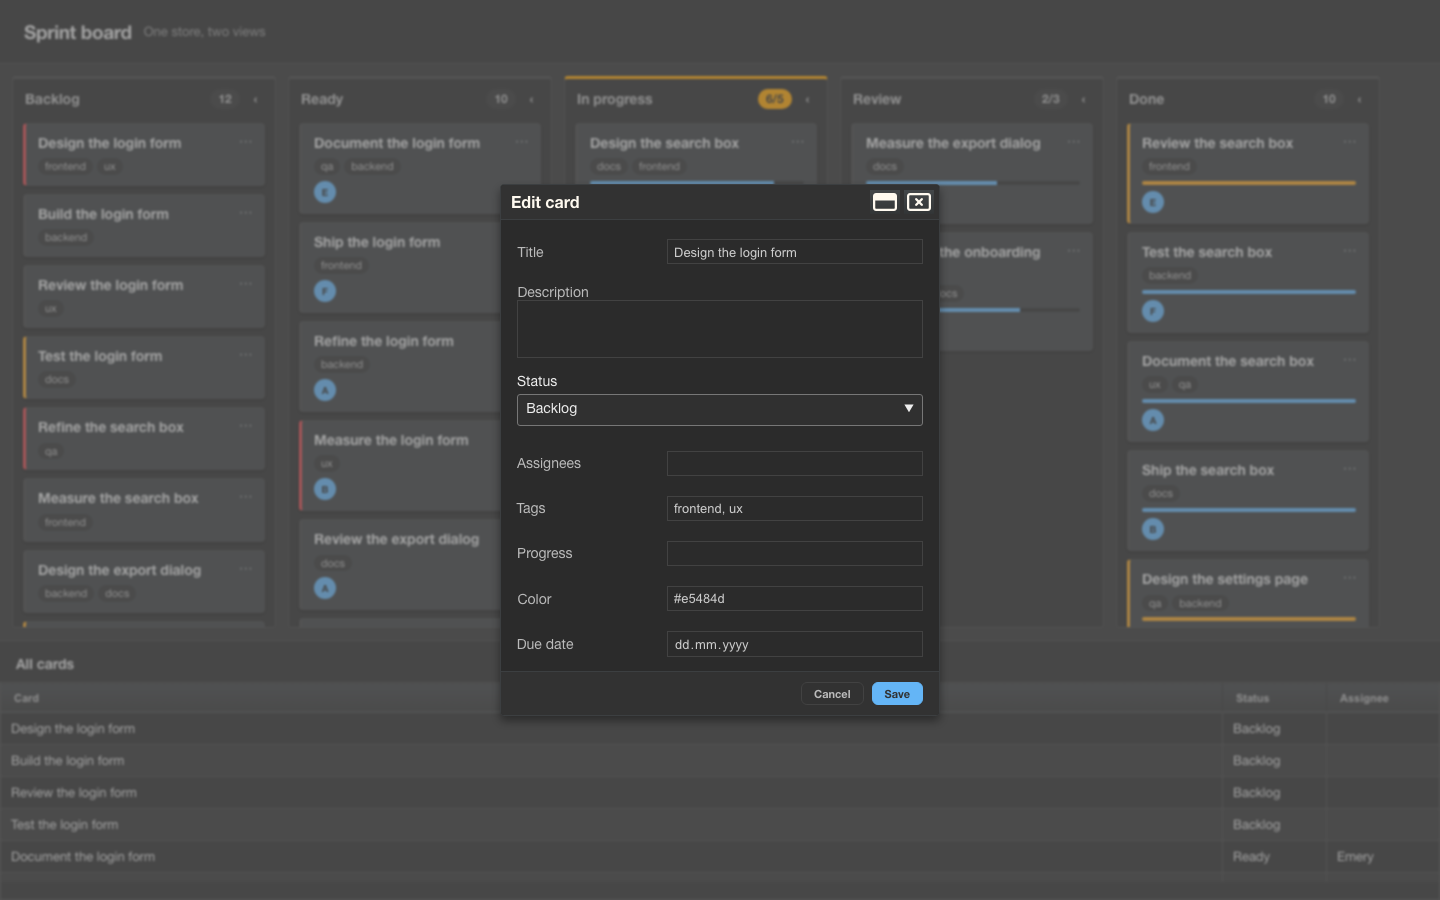 Sprint board One store, two views
Backlog 12
Design the login form
frontend ux
Build the login form
backend
Review the login form
ux
Test the login form
docs
Refine the search box
qa
Measure the search box
frontend
Design the export dialog
backend docs
Ready 10
Document the login form
qa backend
E
Ship the login form
frontend
F
Refine the login form
backend
A
Measure the login form
ux
B
Review the export dialog
docs
A
In progress 6/5
Design the search box
docs frontend
Review 2/3
Measure the export dialog
docs
the onboarding
docs
Done 10
Review the search box
frontend
E
Test the search box
backend
F
Document the search box
ux qa
A
Ship the search box
docs
B
Design the settings page
qa backend
Edit card
Title Design the login form
Description
Status
Backlog
Assignees
Tags frontend, ux
Progress
Color #e5484d
Due date dd.mm.yyyy
Cancel Save
All cards
Card Status Assignee
Design the login form Backlog
Build the login form Backlog
Review the login form Backlog
Test the login form Backlog
Document the login form Ready Emery